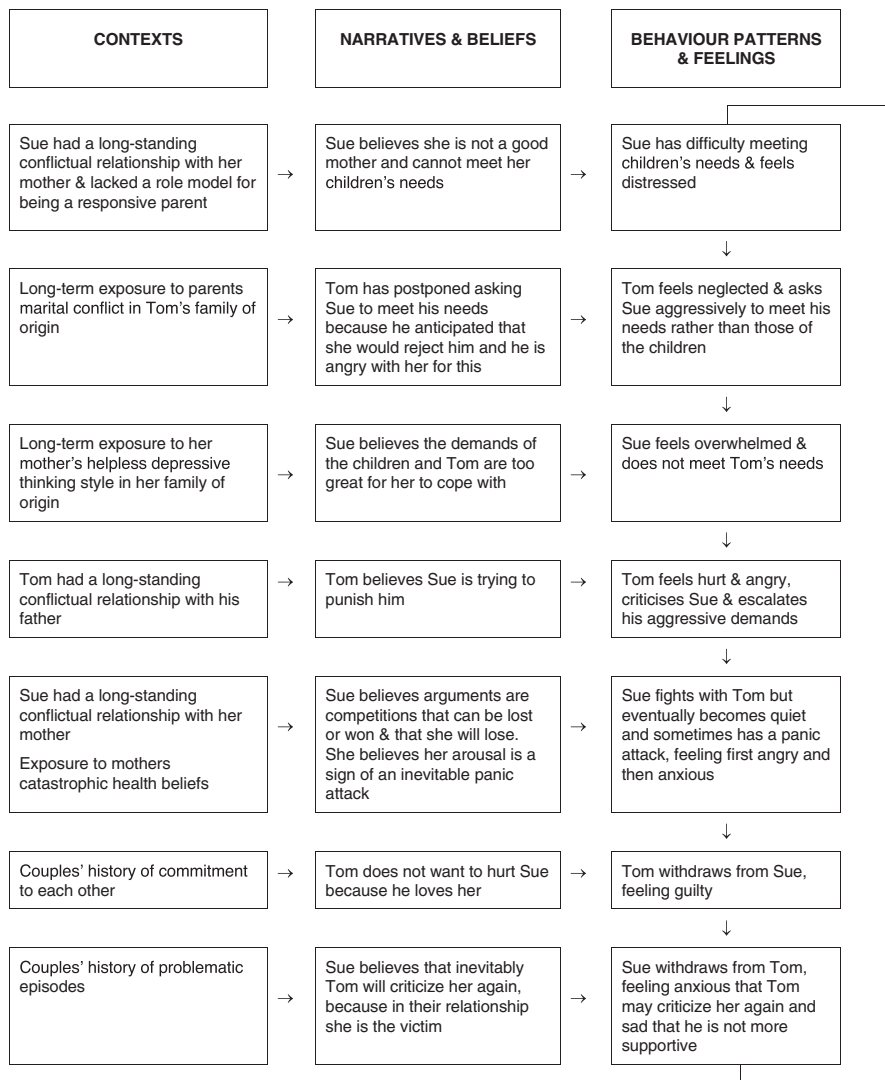 CONTEXTS
NARRATIVES & BELIEFS
BEHAVIOUR PATTERNS
& FEELINGS
Sue had a long-standing
conflictual relationship with her
mother & lacked a role model for
being a responsive parent
→
Sue believes she is not a good
mother and cannot meet her
children's needs
→
Sue has difficulty meeting
children's needs & feels
distressed
↓
Long-term exposure to parents
marital conflict in Tom's family of
origin
→
Tom has postponed asking
Sue to meet his needs
because he anticipated that
she would reject him and he is
angry with her for this
→
Tom feels neglected & asks
Sue aggressively to meet his
needs rather than those of
the children
↓
Long-term exposure to her
mother's helpless depressive
thinking style in her family of
origin
→
Sue believes the demands of
the children and Tom are too
great for her to cope with
→
Sue feels overwhelmed &
does not meet Tom's needs
↓
Tom had a long-standing
conflictual relationship with his
father
→
Tom believes Sue is trying to
punish him
→
Tom feels hurt & angry,
criticises Sue & escalates
his aggressive demands
↓
Sue had a long-standing
conflictual relationship with her
mother
Exposure to mothers
catastrophic health beliefs
→
Sue believes arguments are
competitions that can be lost
or won & that she will lose.
She believes her arousal is a
sign of an inevitable panic
attack
→
Sue fights with Tom but
eventually becomes quiet
and sometimes has a panic
attack, feeling first angry and
then anxious
↓
Couples' history of commitment
to each other
→
Tom does not want to hurt Sue
because he loves her
→
Tom withdraws from Sue,
feeling guilty
↓
Couples' history of problematic
episodes
→
Sue believes that inevitably
Tom will criticize her again,
because in their relationship
she is the victim
→
Sue withdraws from Tom,
feeling anxious that Tom
may criticize her again and
sad that he is not more
supportive